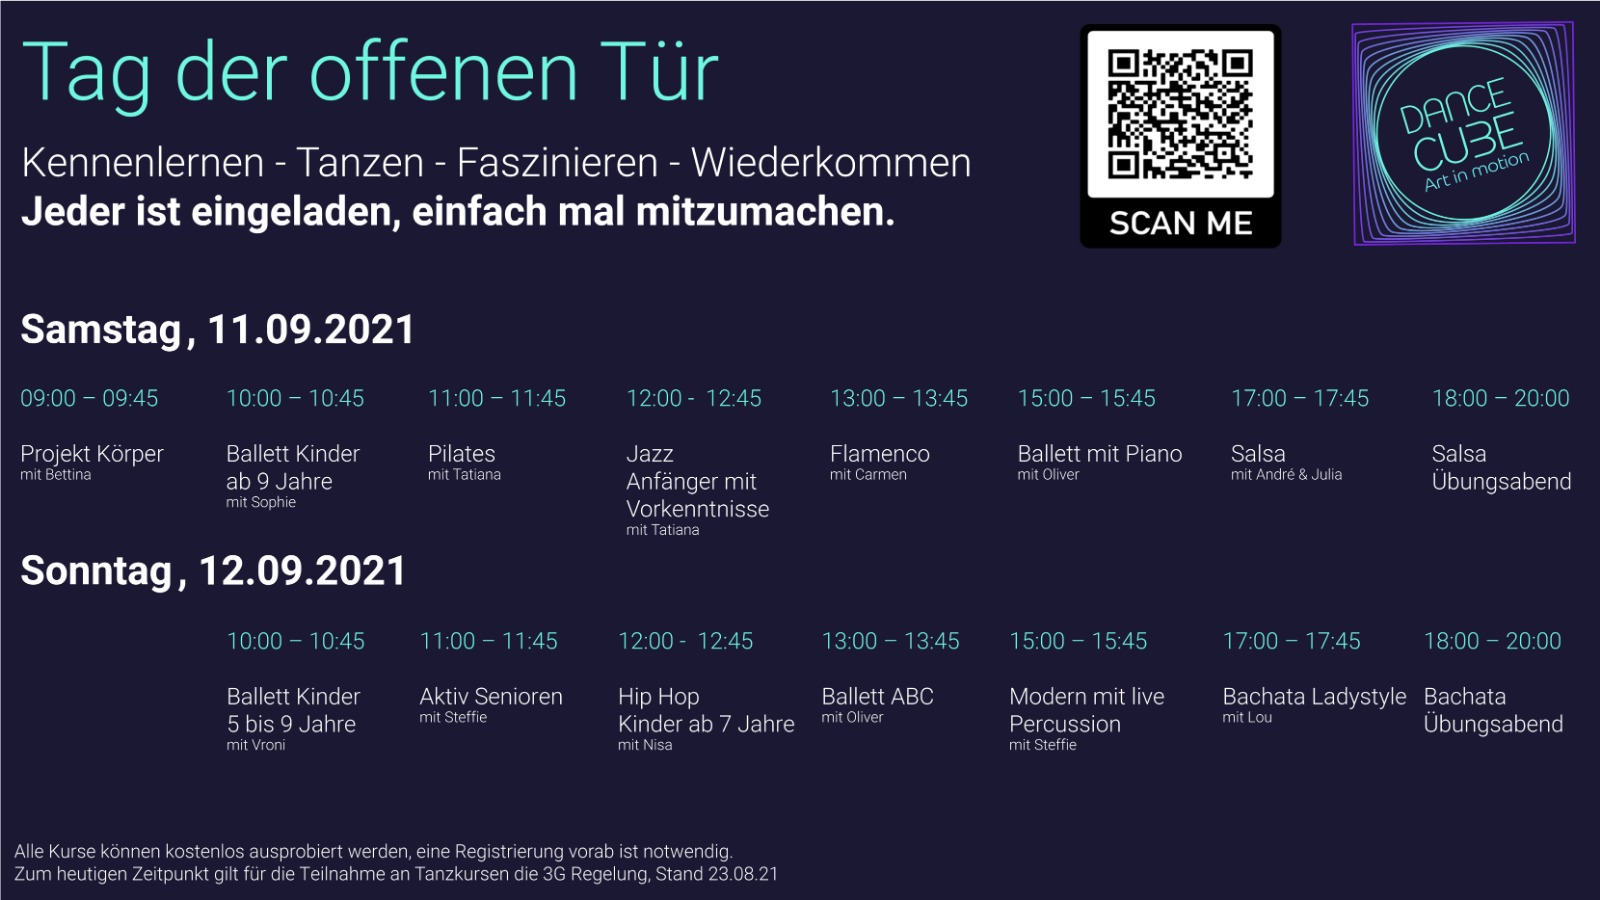 Tag der offenen Tür
Kennenlernen - Tanzen - Faszinieren - Wiederkommen
Jeder ist eingeladen, einfach mal mitzumachen.
SCAN ME
DANCE
CUBE
Art in motion
Samstag, 11.09.2021
09:00 – 09:45
Projekt Körper
mit Bettina
10:00 – 10:45
Ballett Kinder
ab 9 Jahre
mit Sophie
11:00 – 11:45
Pilates
mit Tatiana
12:00 - 12:45
Jazz
Anfänger mit
Vorkenntnisse
mit Tatiana
13:00 – 13:45
Flamenco
mit Carmen
15:00 – 15:45
Ballett mit Piano
mit Oliver
17:00 – 17:45
Salsa
mit André & Julia
18:00 – 20:00
Salsa
Übungsabend
Sonntag, 12.09.2021
10:00 – 10:45
Ballett Kinder
5 bis 9 Jahre
mit Vroni
11:00 – 11:45
Aktiv Senioren
mit Steffie
12:00 - 12:45
Hip Hop
Kinder ab 7 Jahre
mit Nisa
13:00 – 13:45
Ballett ABC
mit Oliver
15:00 – 15:45
Modern mit live
Percussion
mit Steffie
17:00 – 17:45
Bachata Ladystyle
mit Lou
18:00 – 20:00
Bachata
Übungsabend
Alle Kurse können kostenlos ausprobiert werden, eine Registrierung vorab ist notwendig.
Zum heutigen Zeitpunkt gilt für die Teilnahme an Tanzkursen die 3G Regelung, Stand 23.08.21